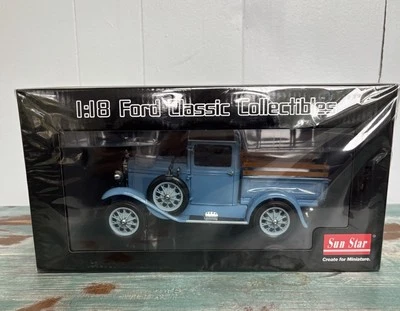 1:18 Ford Classic Collectibles
Sun Star
Create for Miniature.